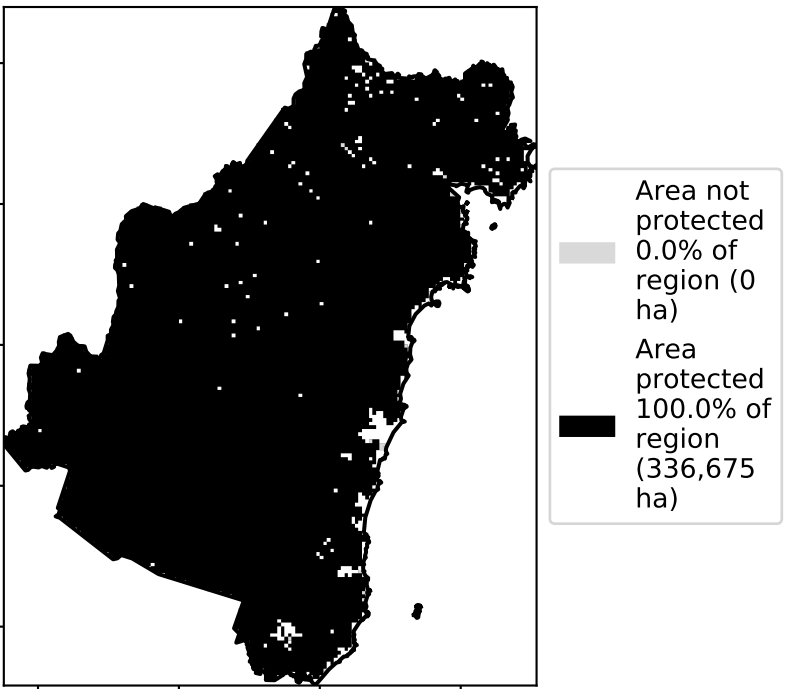 Area not
protected
0.0% of
region (0
ha)
Area
protected
100.0% of
region
(336,675
ha)